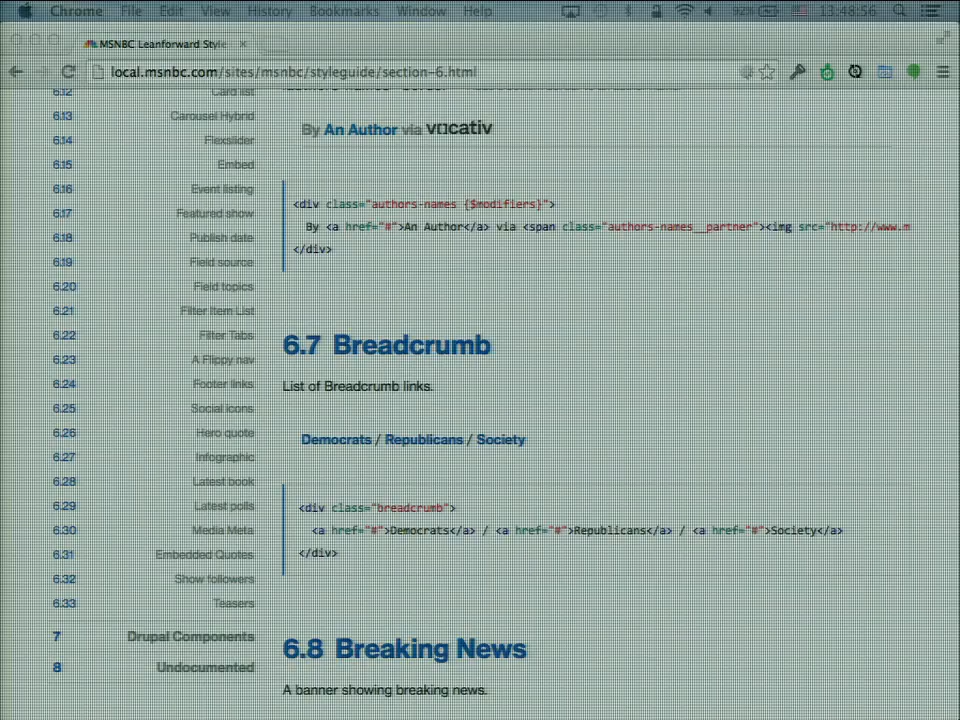 Chrome File Edit View History Bookmarks Window Help 92% 13:48:56
MSNBC Leanforward Style ×
local.msnbc.com/sites/msnbc/styleguide/section-6.html
6.12 Card list
6.13 Carousel Hybrid
6.14 Flexslider
6.15 Embed
6.16 Event listing
6.17 Featured show
6.18 Publish date
6.19 Field source
6.20 Field topics
6.21 Filter Item List
6.22 Filter Tabs
6.23 A Flippy nav
6.24 Footer links
6.25 Social icons
6.26 Hero quote
6.27 Infographic
6.28 Latest book
6.29 Latest polls
6.30 Media Meta
6.31 Embedded Quotes
6.32 Show followers
6.33 Teasers
7 Drupal Components
8 Undocumented
By An Author via vocativ
<div class="authors-names {$modifiers}">
By <a href="#">An Author</a> via <span class="authors-names__partner"><img src="http://www.m
</div>
6.7 Breadcrumb
List of Breadcrumb links.
Democrats / Republicans / Society
<div class="breadcrumb">
<a href="#">Democrats</a> / <a href="#">Republicans</a> / <a href="#">Society</a>
</div>
6.8 Breaking News
A banner showing breaking news.